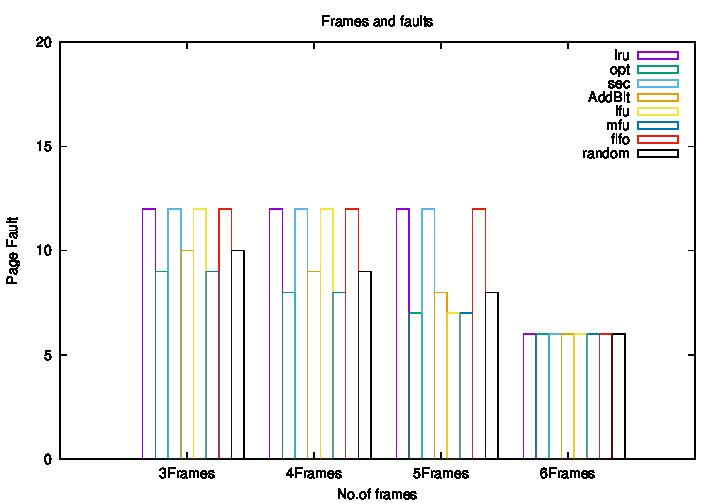 Frames and faults
20
15
10
5
0
Page Fault
lru
opt
sec
AddBit
lfu
mfu
fifo
random
3Frames
4Frames
5Frames
6Frames
No.of frames